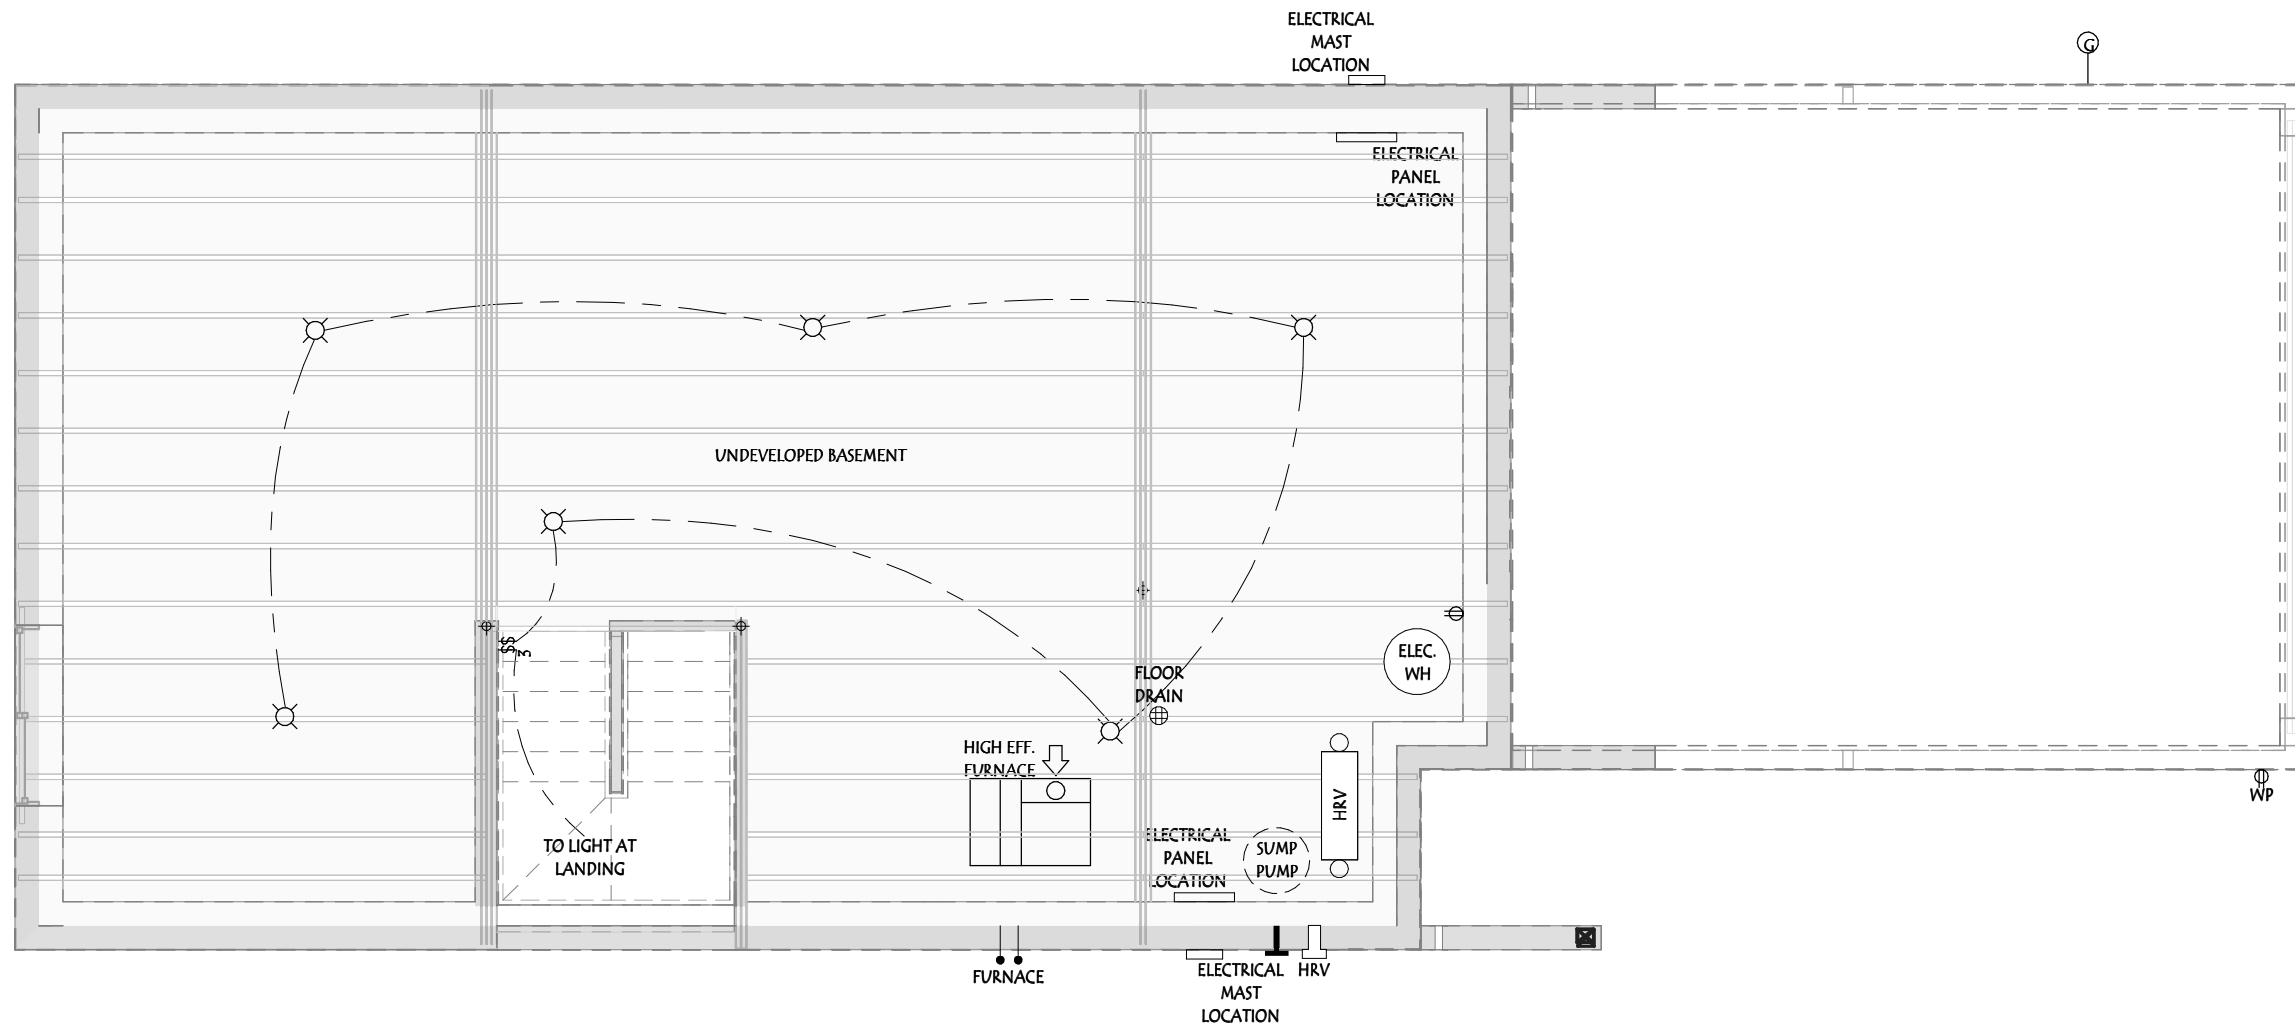 ELECTRICAL
MAST
LOCATION
G
ELECTRICAL
PANEL
LOCATION
UNDEVELOPED BASEMENT
$$
3
ELEC.
WH
FLOOR
DRAIN
HIGH EFF.
FURNACE
HRV
WP
TO LIGHT AT
LANDING
ELECTRICAL
PANEL
LOCATION
SUMP
PUMP
FURNACE
ELECTRICAL
MAST
LOCATION
HRV